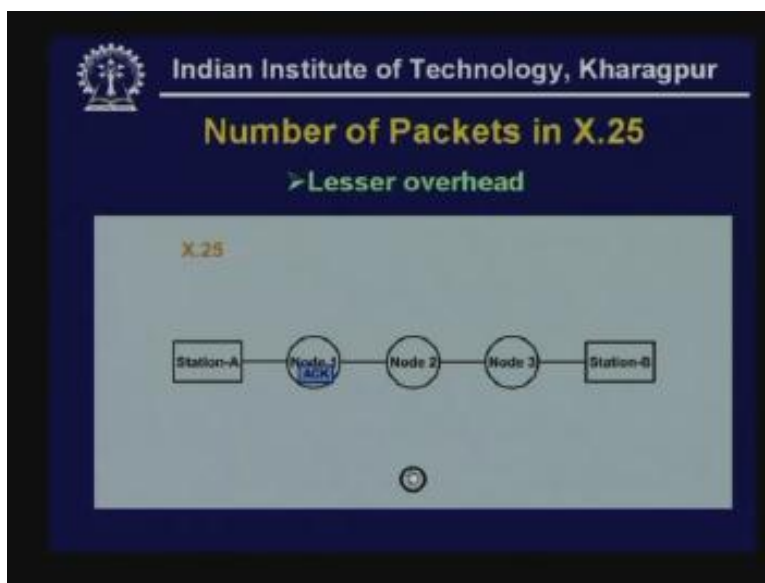 Indian Institute of Technology, Kharagpur
Number of Packets in X.25
➢Lesser overhead
X.25
Station-A Node 1 Node 2 Node 3 Station-B
ACK